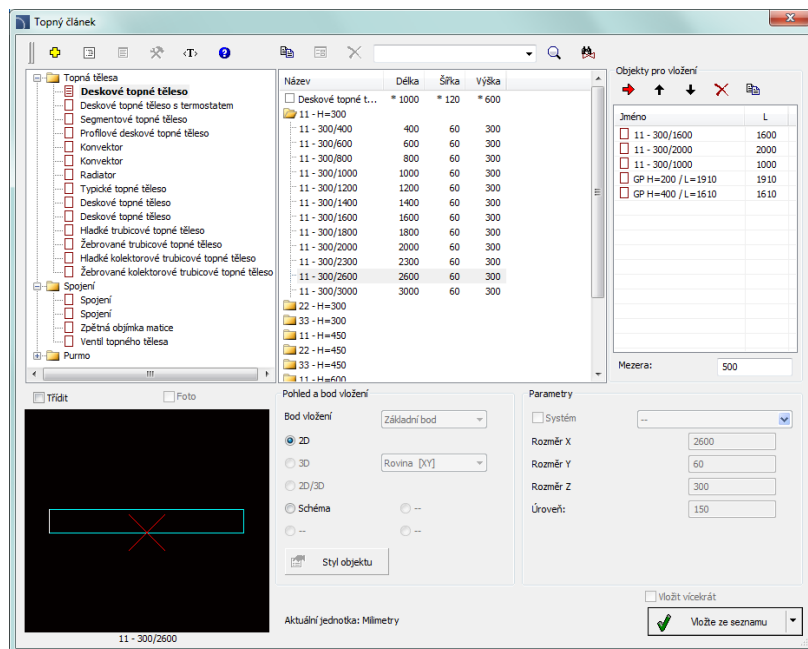 Topný článek
‹T›
Topná tělesa
Deskové topné těleso
Deskové topné těleso s termostatem
Segmentové topné těleso
Profilové deskové topné těleso
Konvektor
Konvektor
Radiator
Typické topné těleso
Deskové topné těleso
Deskové topné těleso
Hladké trubicové topné těleso
Žebrované trubicové topné těleso
Hladké kolektorové trubicové topné těleso
Žebrované kolektorové trubicové topné těleso
Spojení
Spojení
Spojení
Zpětná objímka matice
Ventil topného tělesa
Purmo
Název Délka Šířka Výška
Deskové topné t... * 1000 * 120 * 600
11 - H=300
11 - 300/400 400 60 300
11 - 300/600 600 60 300
11 - 300/800 800 60 300
11 - 300/1000 1000 60 300
11 - 300/1200 1200 60 300
11 - 300/1400 1400 60 300
11 - 300/1600 1600 60 300
11 - 300/1800 1800 60 300
11 - 300/2000 2000 60 300
11 - 300/2300 2300 60 300
11 - 300/2600 2600 60 300
11 - 300/3000 3000 60 300
22 - H=300
33 - H=300
11 - H=450
22 - H=450
33 - H=450
11 - H=600
Objekty pro vložení
Jméno L
11 - 300/1600 1600
11 - 300/2000 2000
11 - 300/1000 1000
GP H=200 / L=1910 1910
GP H=400 / L=1610 1610
Mezera: 500
Třídit Foto
11 - 300/2600
Pohled a bod vložení
Bod vložení Základní bod
2D
3D Rovina [XY]
2D/3D
Schéma --
-- --
Styl objektu
Aktuální jednotka: Milimetry
Parametry
Systém --
Rozměr X 2600
Rozměr Y 60
Rozměr Z 300
Úroveň: 150
Vložit vícekrát
Vložte ze seznamu